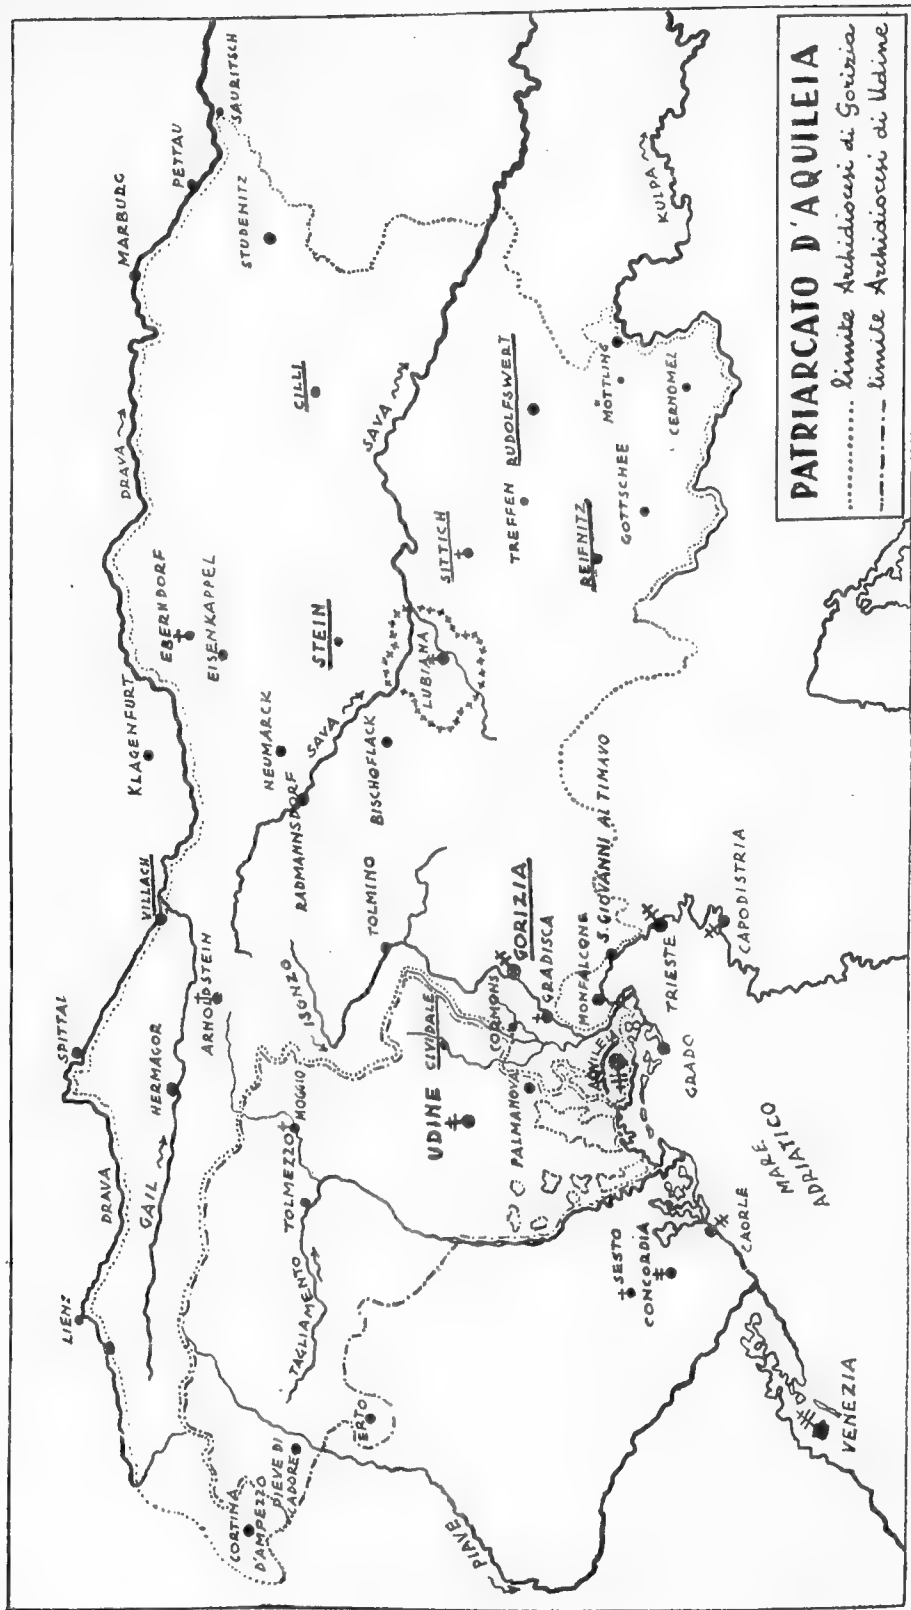 PATRIARCATO D'AQUILEIA
limite Archidiocesi di Gorizia
limite Archidiocesi di Udine
LIENZ
DRAVA
SPITTAL
GAIL
HERMAGOR
VILLACH
ARNODSTEIN
KLAGENFURT
EBERNDORF
EISENKAPPEL
DRAVA
MARBURG
PETTAU
SAURITSCH
STUDENITZ
CILLI
STEIN
NEUMARCK
RADMANNSDORF
SAVA
BISCHOFLACK
LUBIANA
SAVA
SITTICH
TREFFEN
RUDOLFSWERT
REIFNITZ
GOTTSCHEE
MÖTTLING
CERNOMEL
KULPA
CORTINA
D'AMPEZZO
PIEVE DI
CADORE
ERTO
PIAVE
TAGLIAMENTO
TOLMEZZO
MOGGIO
ISONZO
TOLMINO
UDINE
CIVIDALE
CORMONS
GORIZIA
GRADISCA
PALMANOVA
MONFALCONE
S. GIOVANNI AL TIMAVO
AQUILEIA
GRADO
TRIESTE
CAPODISTRIA
SESTO
CONCORDIA
CAORLE
MARE
ADRIATICO
VENEZIA